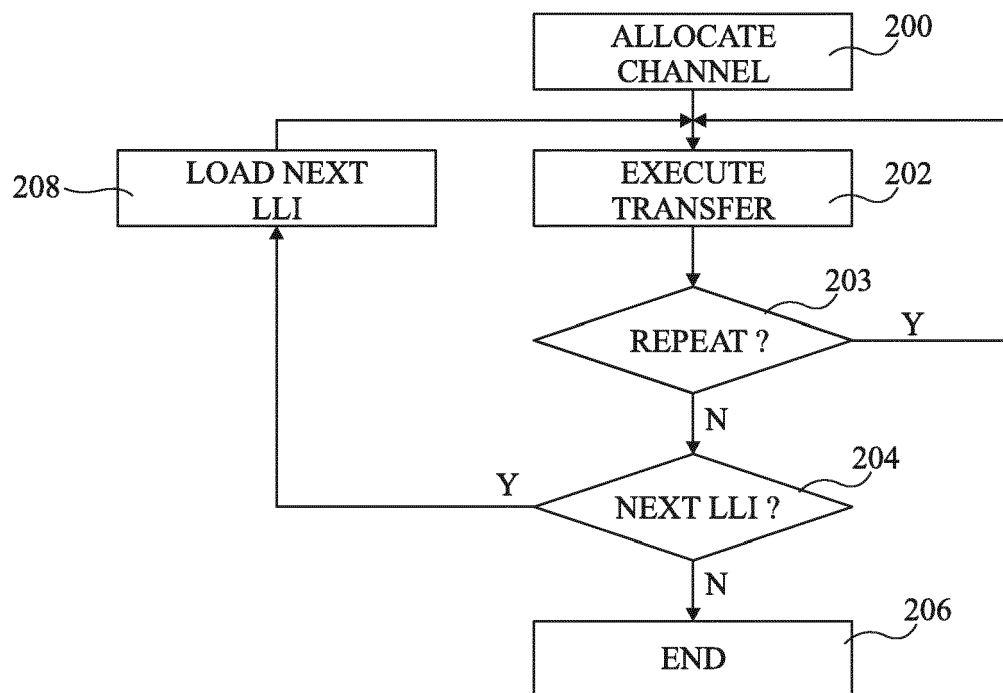 ALLOCATE
CHANNEL
200
LOAD NEXT
LLI
208
EXECUTE
TRANSFER
202
203
REPEAT ?
Y
N
204
Y
NEXT LLI ?
N
206
END